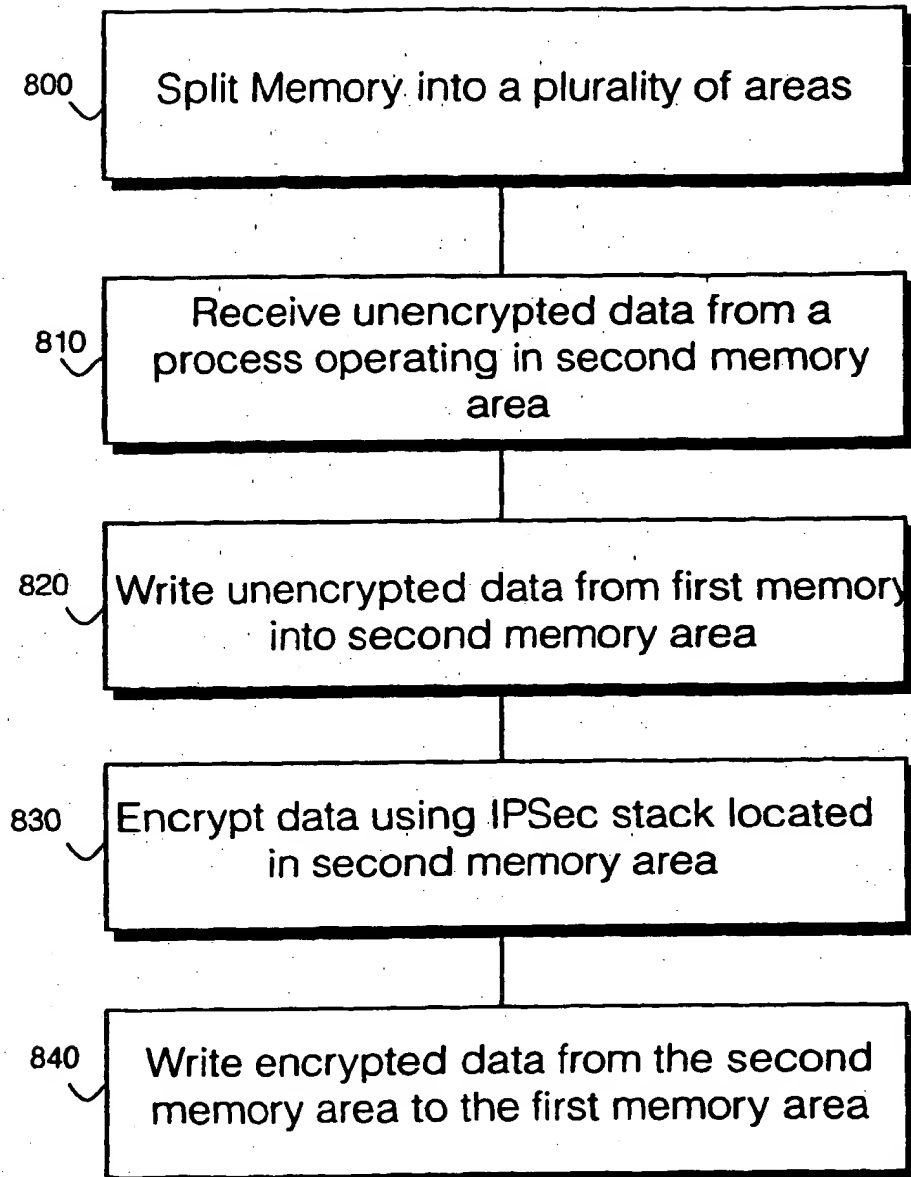 800
Split Memory into a plurality of areas
810
Receive unencrypted data from a
process operating in second memory
area
820
Write unencrypted data from first memory
into second memory area
830
Encrypt data using IPSec stack located
in second memory area
840
Write encrypted data from the second
memory area to the first memory area